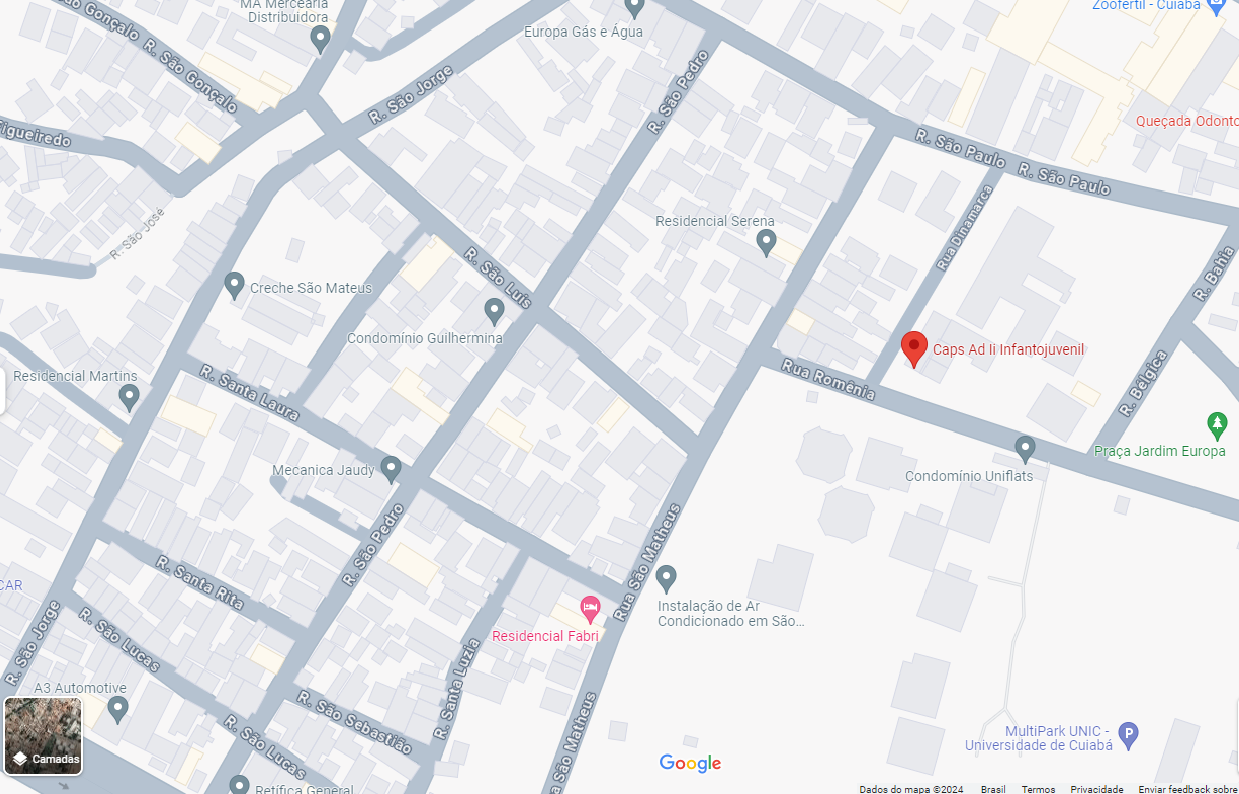 MA Mercearia
Distribuidora
Zoofertil - Cuiabá
Europa Gás e Água
R. São Gonçalo
R. São Gonçalo
R. São Jorge
R. São Pedro
Queçada Odonto
Figueiredo
R. São Paulo
R. São Paulo
R. São José
Residencial Serena
Rua Dinamarca
R. Bahia
R. São Luís
Creche São Mateus
Condomínio Guilhermina
Caps Ad Ii Infantojuvenil
Residencial Martins
R. Santa Laura
Rua Romênia
R. Bélgica
Praça Jardim Europa
Mecanica Jaudy
Condomínio Uniflats
R. São Pedro
Rua São Matheus
R. Santa Rita
CAR
Instalação de Ar
Condicionado em São...
Residencial Fabri
R. São Jorge
R. São Lucas
R. Santa Luzia
A3 Automotive
R. São Sebastião
a São Matheus
MultiPark UNIC -
Universidade de Cuiabá
R. São Lucas
Camadas
Google
Retífica General
Dados do mapa ©2024 Brasil Termos Privacidade Enviar feedback sobre